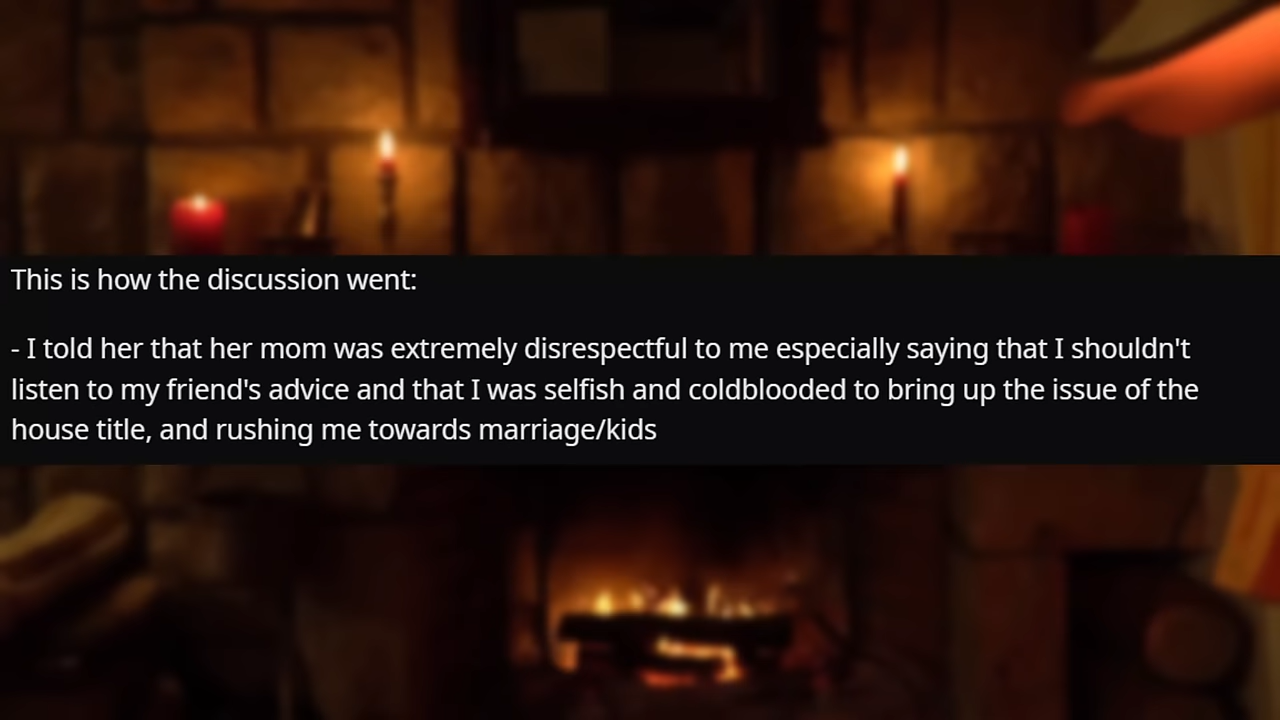 This is how the discussion went:
- I told her that her mom was extremely disrespectful to me especially saying that I shouldn't
listen to my friend's advice and that I was selfish and coldblooded to bring up the issue of the
house title, and rushing me towards marriage/kids